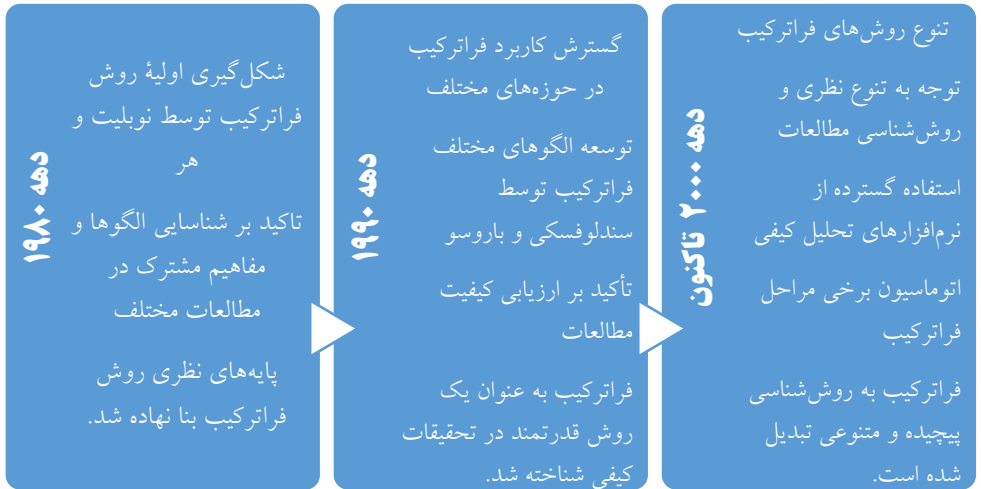 دهه ۱۹۸۰
شکل‌گیری اولیۀ روش
فراترکیب توسط نوبلیت و
هر
تاکید بر شناسایی الگوها و
مفاهیم مشترک در
مطالعات مختلف
پایه‌های نظری روش
فراترکیب بنا نهاده شد.
دهه ۱۹۹۰
گسترش کاربرد فراترکیب
در حوزه‌های مختلف
توسعه الگوهای مختلف
فراترکیب توسط
سندلوفسکی و باروسو
تأکید بر ارزیابی کیفیت
مطالعات
فراترکیب به عنوان یک
روش قدرتمند در تحقیقات
کیفی شناخته شد.
دهه ۲۰۰۰ تاکنون
تنوع روش‌های فراترکیب
توجه به تنوع نظری و
روش‌شناسی مطالعات
استفاده گسترده از
نرم‌افزارهای تحلیل کیفی
اتوماسیون برخی مراحل
فراترکیب
فراترکیب به روش‌شناسی
پیچیده و متنوعی تبدیل
شده است.